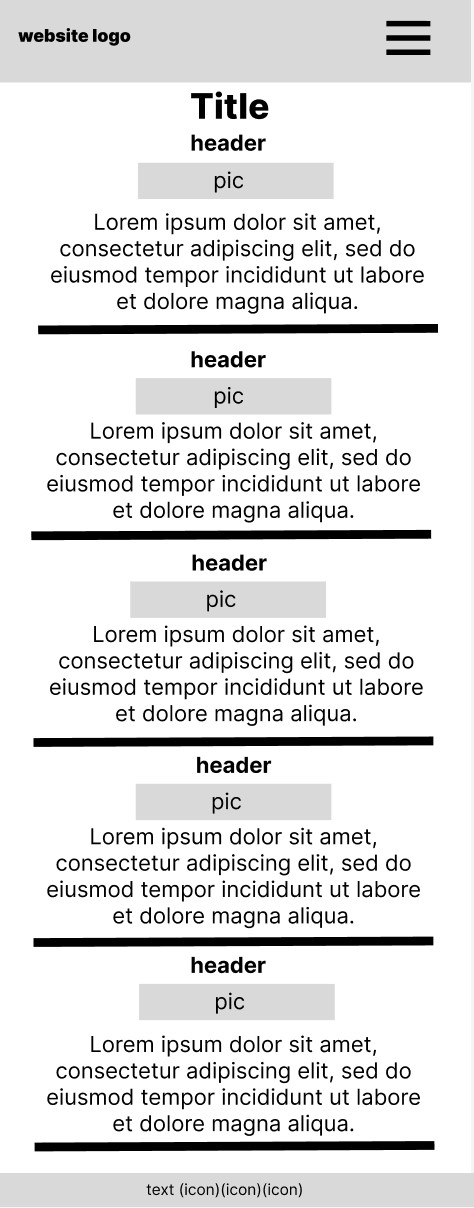 website logo
Title
header
pic
Lorem ipsum dolor sit amet,
consectetur adipiscing elit, sed do
eiusmod tempor incididunt ut labore
et dolore magna aliqua.
header
pic
Lorem ipsum dolor sit amet,
consectetur adipiscing elit, sed do
eiusmod tempor incididunt ut labore
et dolore magna aliqua.
header
pic
Lorem ipsum dolor sit amet,
consectetur adipiscing elit, sed do
eiusmod tempor incididunt ut labore
et dolore magna aliqua.
header
pic
Lorem ipsum dolor sit amet,
consectetur adipiscing elit, sed do
eiusmod tempor incididunt ut labore
et dolore magna aliqua.
header
pic
Lorem ipsum dolor sit amet,
consectetur adipiscing elit, sed do
eiusmod tempor incididunt ut labore
et dolore magna aliqua.
text (icon)(icon)(icon)